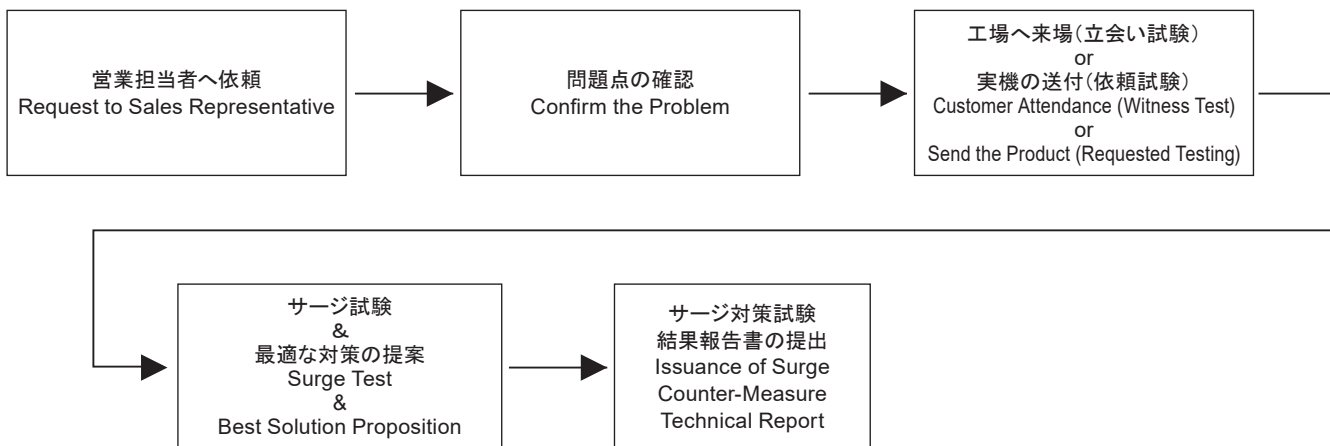 営業担当者へ依頼
Request to Sales Representative
問題点の確認
Confirm the Problem
工場へ来場（立会い試験）
or
実機の送付（依頼試験）
Customer Attendance (Witness Test)
or
Send the Product (Requested Testing)
サージ試験
&
最適な対策の提案
Surge Test
&
Best Solution Proposition
サージ対策試験
結果報告書の提出
Issuance of Surge
Counter-Measure
Technical Report